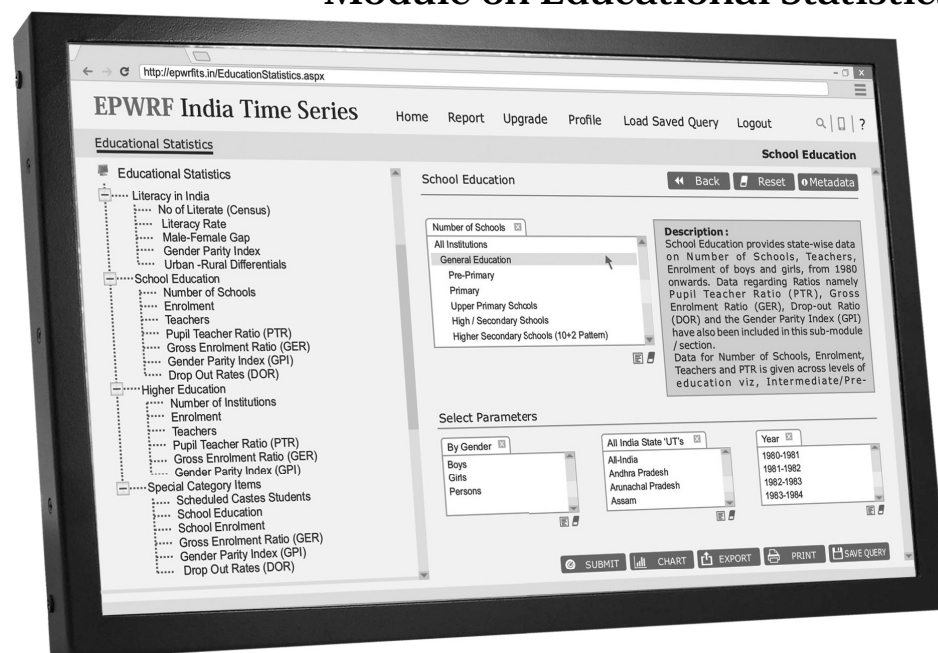 Module on Educational Statistics
http://epwrfits.in/EducationStatistics.aspx
EPWRF India Time Series
Home Report Upgrade Profile Load Saved Query Logout ?
Educational Statistics
School Education
Educational Statistics
Literacy in India
No of Literate (Census)
Literacy Rate
Male-Female Gap
Gender Parity Index
Urban -Rural Differentials
School Education
Number of Schools
Enrolment
Teachers
Pupil Teacher Ratio (PTR)
Gross Enrolment Ratio (GER)
Gender Parity Index (GPI)
Drop Out Rates (DOR)
Higher Education
Number of Institutions
Enrolment
Teachers
Pupil Teacher Ratio (PTR)
Gross Enrolment Ratio (GER)
Gender Parity Index (GPI)
Special Category Items
Scheduled Castes Students
School Education
School Enrolment
Gross Enrolment Ratio (GER)
Gender Parity Index (GPI)
Drop Out Rates (DOR)
School Education
Back Reset Metadata
Number of Schools
All Institutions
General Education
Pre-Primary
Primary
Upper Primary Schools
High / Secondary Schools
Higher Secondary Schools (10+2 Pattern)
Description :
School Education provides state-wise data
on Number of Schools, Teachers,
Enrolment of boys and girls, from 1980
onwards. Data regarding Ratios namely
Pupil Teacher Ratio (PTR), Gross
Enrolment Ratio (GER), Drop-out Ratio
(DOR) and the Gender Parity Index (GPI)
have also been included in this sub-module
/ section.
Data for Number of Schools, Enrolment,
Teachers and PTR is given across levels of
education viz, Intermediate/Pre-
Select Parameters
By Gender
Boys
Girls
Persons
All India State 'UT's
All-India
Andhra Pradesh
Arunachal Pradesh
Assam
Year
1980-1981
1981-1982
1982-1983
1983-1984
SUBMIT CHART EXPORT PRINT SAVE QUERY